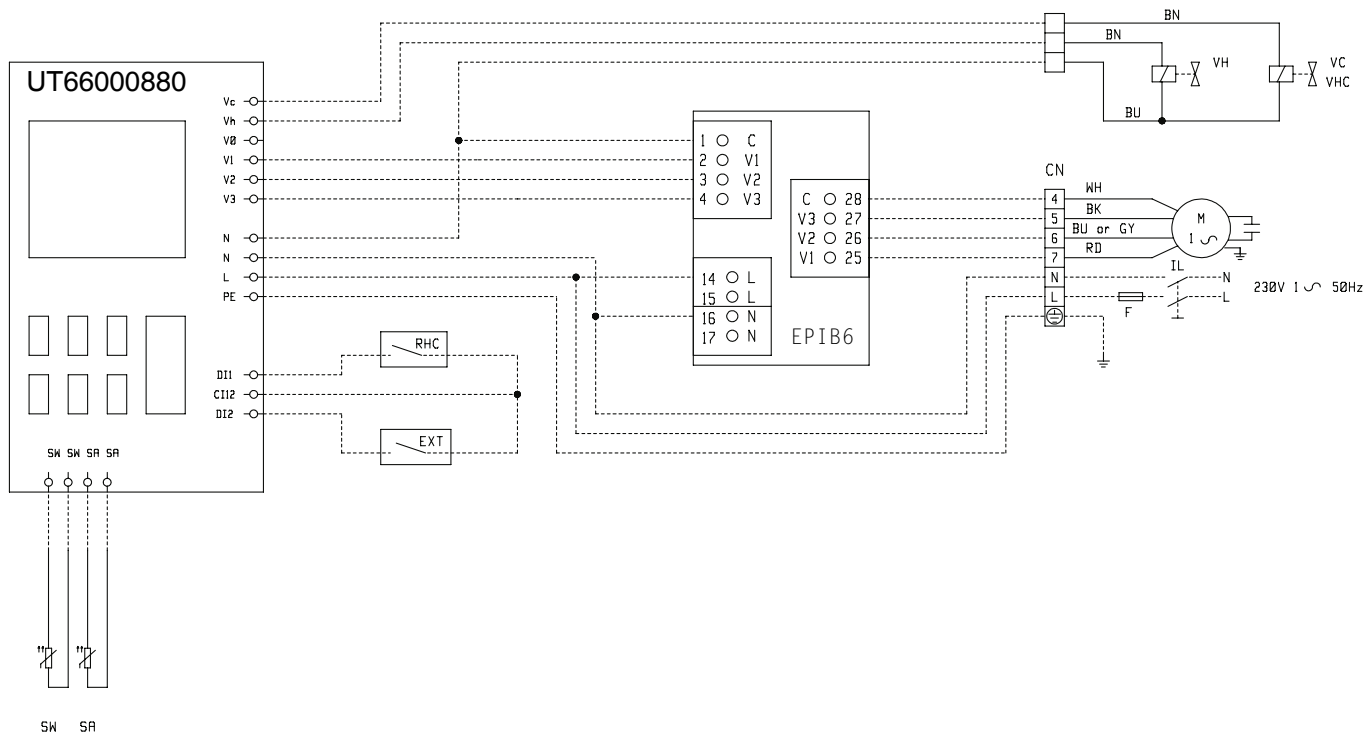 UT66000880
Vc
Vh
V0
V1
V2
V3
N
N
L
PE
DI1
CI12
DI2
SW SW SA SA
SW SA
RHC
EXT
1 C
2 V1
3 V2
4 V3
C 28
V3 27
V2 26
V1 25
14 L
15 L
16 N
17 N
EPIB6
BN
BN
BU
VH
VC
VHC
CN
4 WH
5 BK
6 BU or GY
7 RD
N
L
M
1
IL
F
N
L
230V 1 50Hz